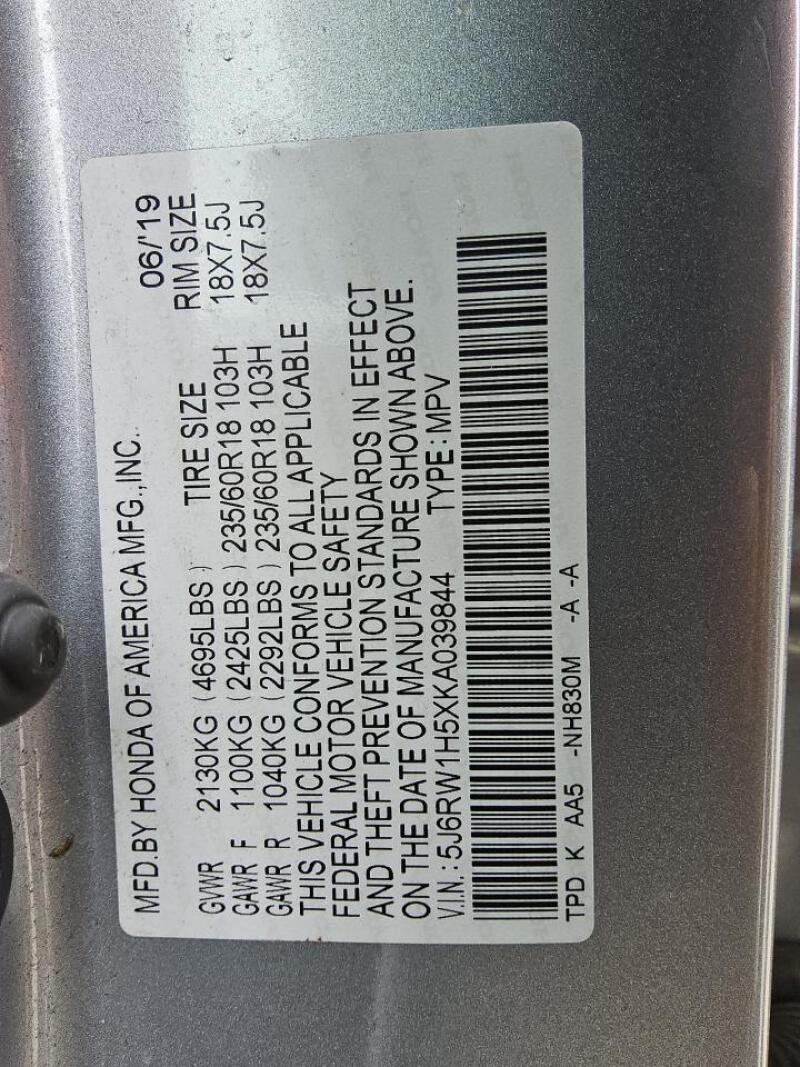 MFD.BY HONDA OF AMERICA MFG.,INC. 06/'19
GVWR 2130KG (4695LBS) TIRE SIZE RIM SIZE
GAWR F 1100KG (2425LBS) 235/60R18 103H 18X7.5J
GAWR R 1040KG (2292LBS) 235/60R18 103H 18X7.5J
THIS VEHICLE CONFORMS TO ALL APPLICABLE
FEDERAL MOTOR VEHICLE SAFETY
AND THEFT PREVENTION STANDARDS IN EFFECT
ON THE DATE OF MANUFACTURE SHOWN ABOVE.
V.I.N.:5J6RW1H5XKA039844 TYPE:MPV
TPD K AA5 -NH830M -A -A